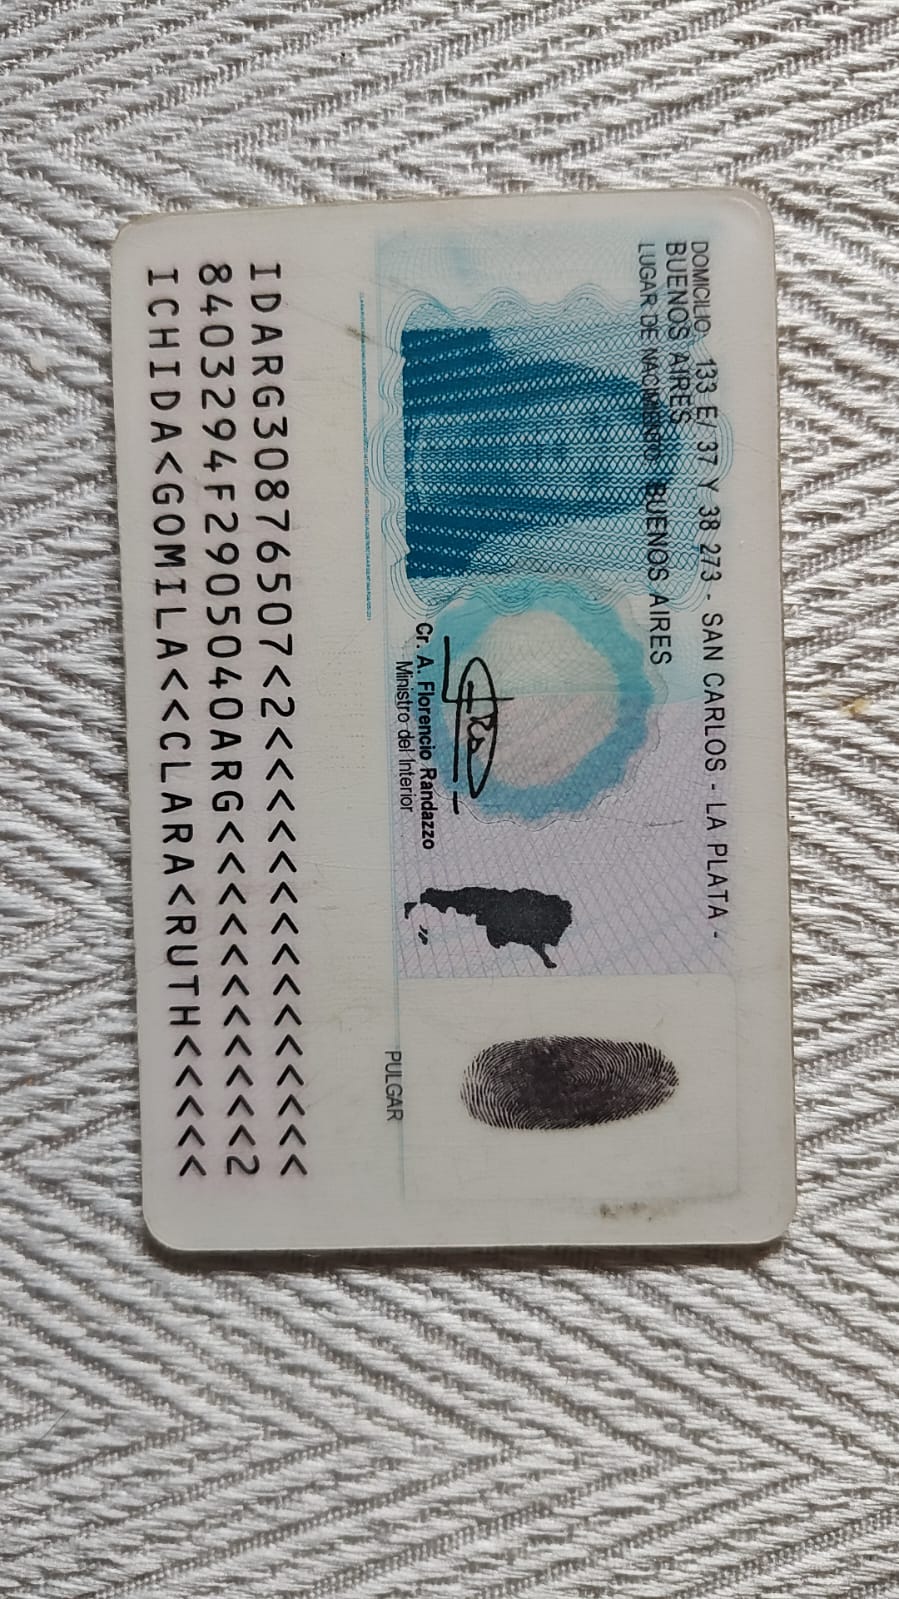 DOMICILIO: 133 E/ 37 Y 38 273 - SAN CARLOS - LA PLATA -
BUENOS AIRES
LUGAR DE NACIMIENTO: BUENOS AIRES
Cr. A. Florencio Randazzo
Ministro del Interior
PULGAR
IDARG30876507<2<<<<<<<<<<<<<<<
8403294F2905040ARG<<<<<<<<<<<2
ICHIDA<GOMILA<<CLARA<RUTH<<<<<